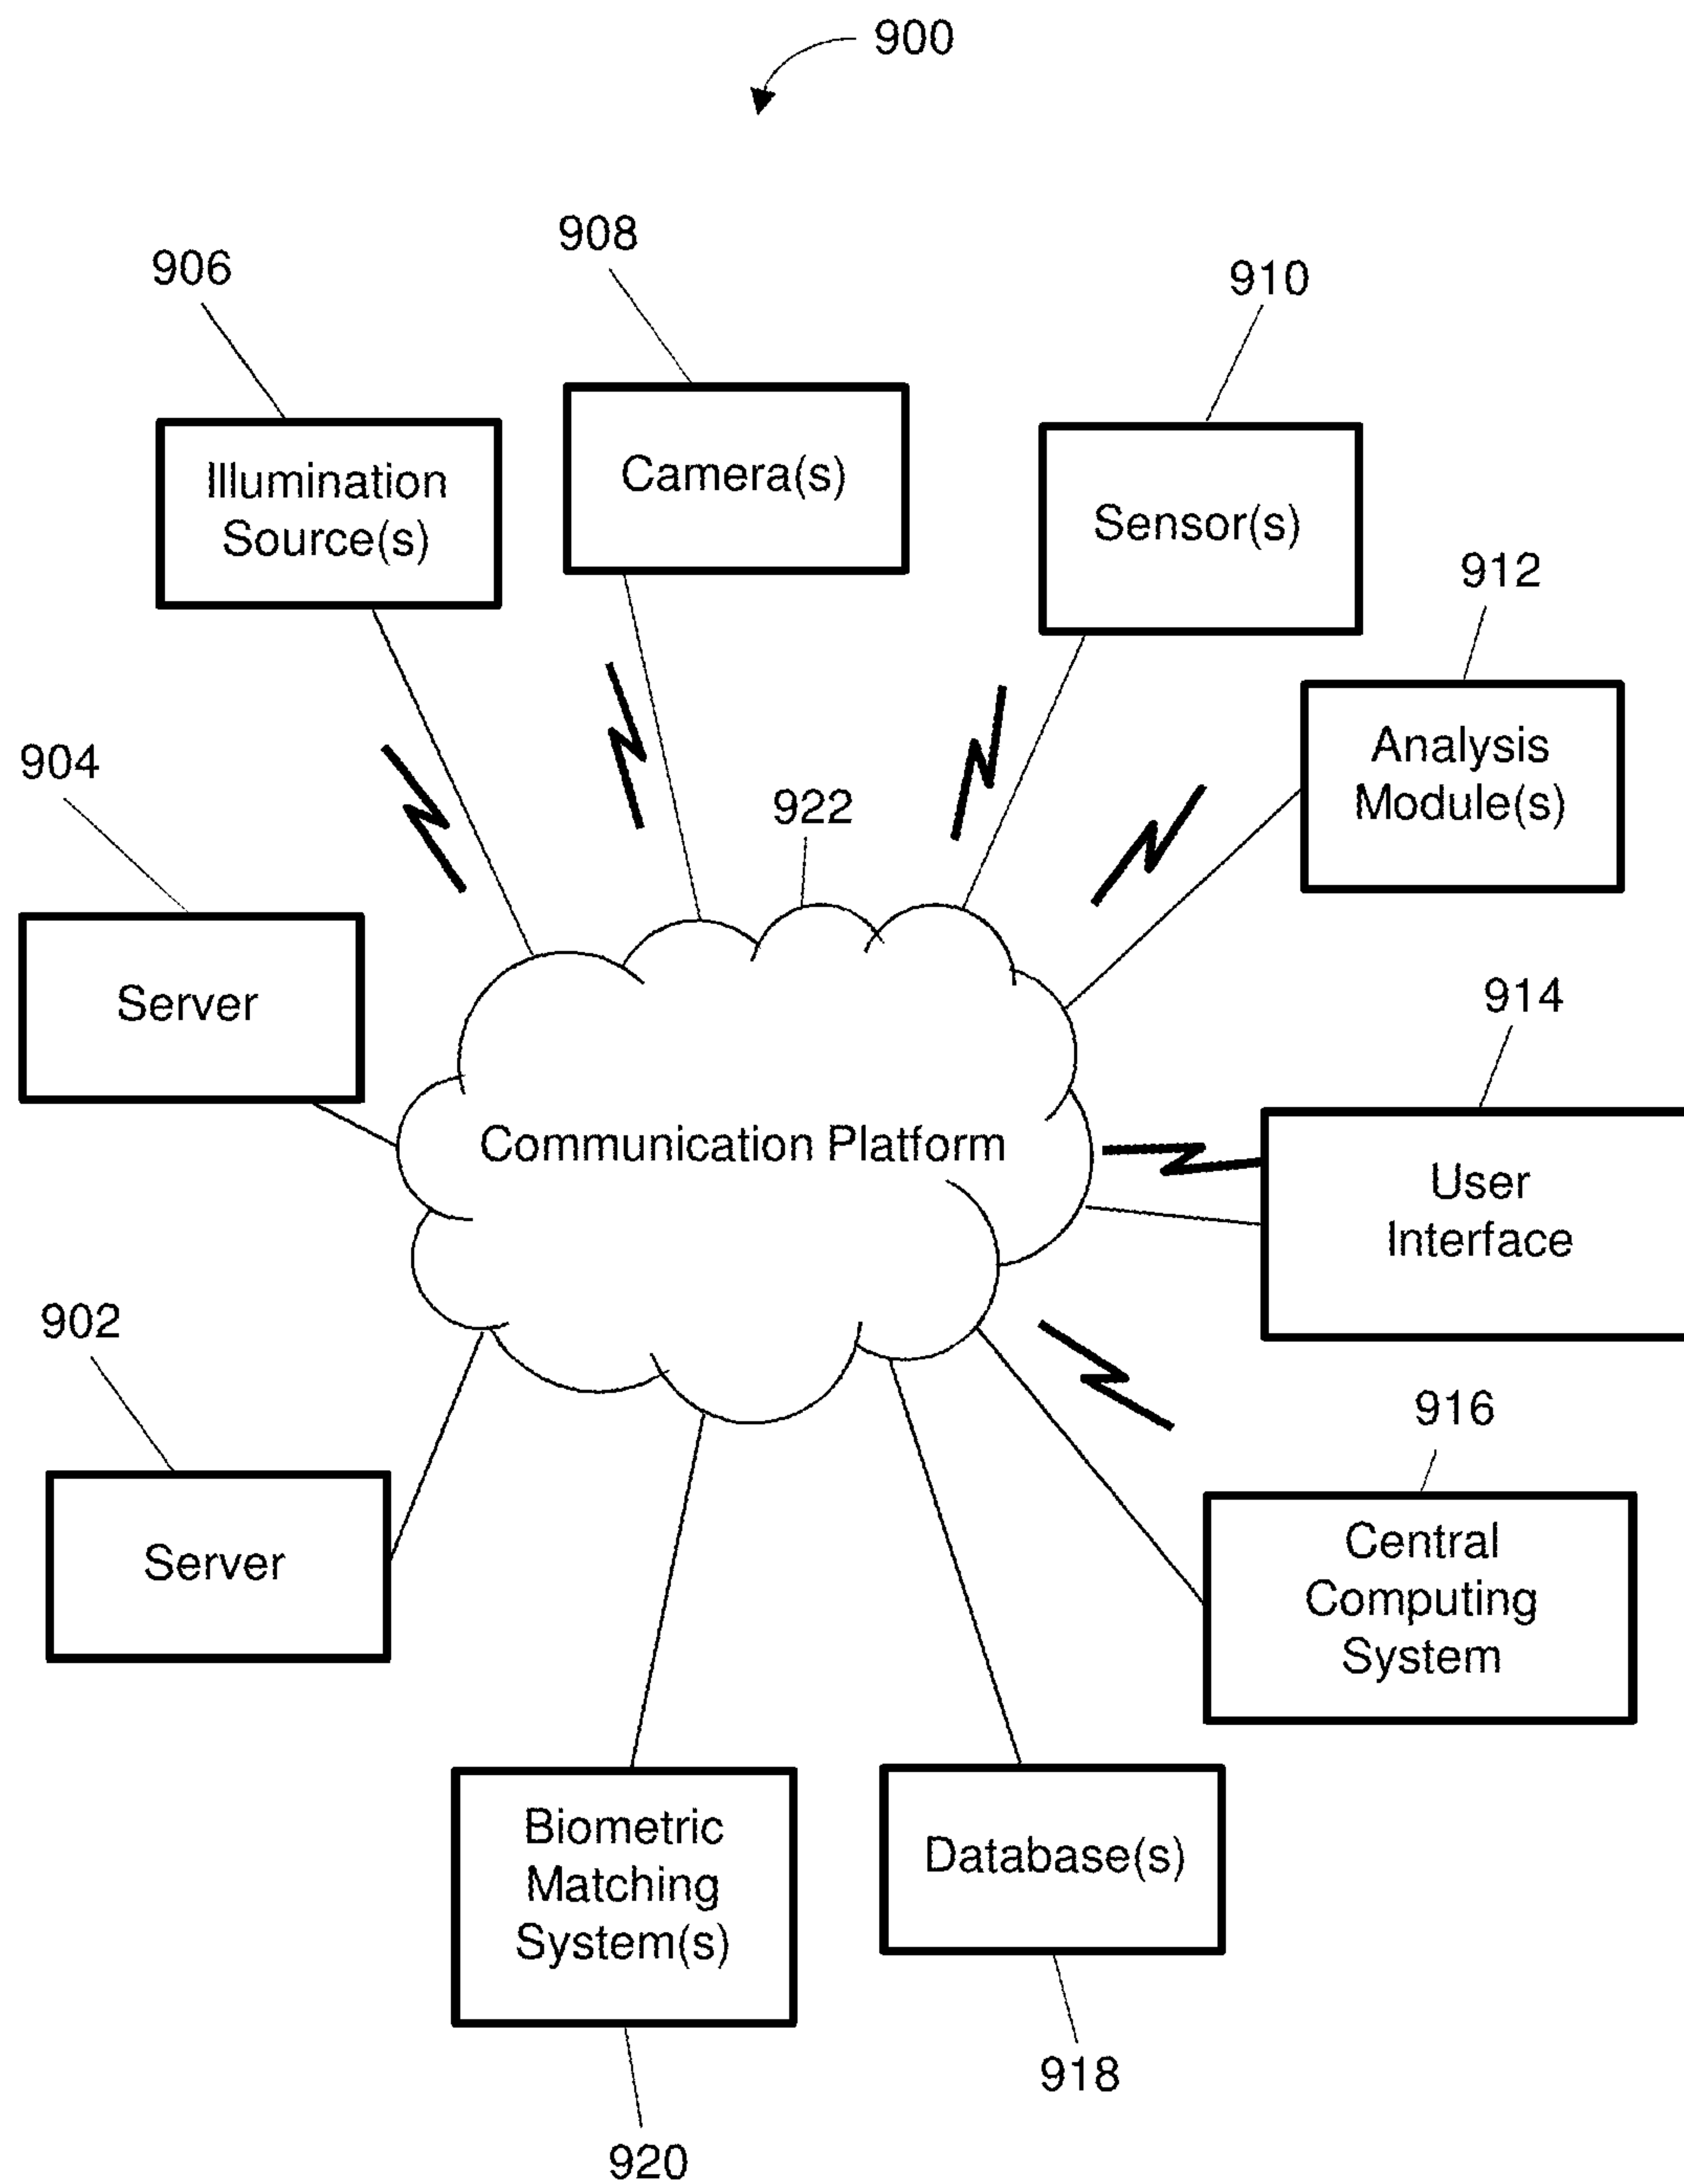 900
908
906
910
Illumination
Source(s)
Camera(s)
Sensor(s)
912
Analysis
Module(s)
904
922
Server
914
Communication Platform
User
Interface
902
916
Server
Central
Computing
System
Biometric
Matching
System(s)
Database(s)
918
920